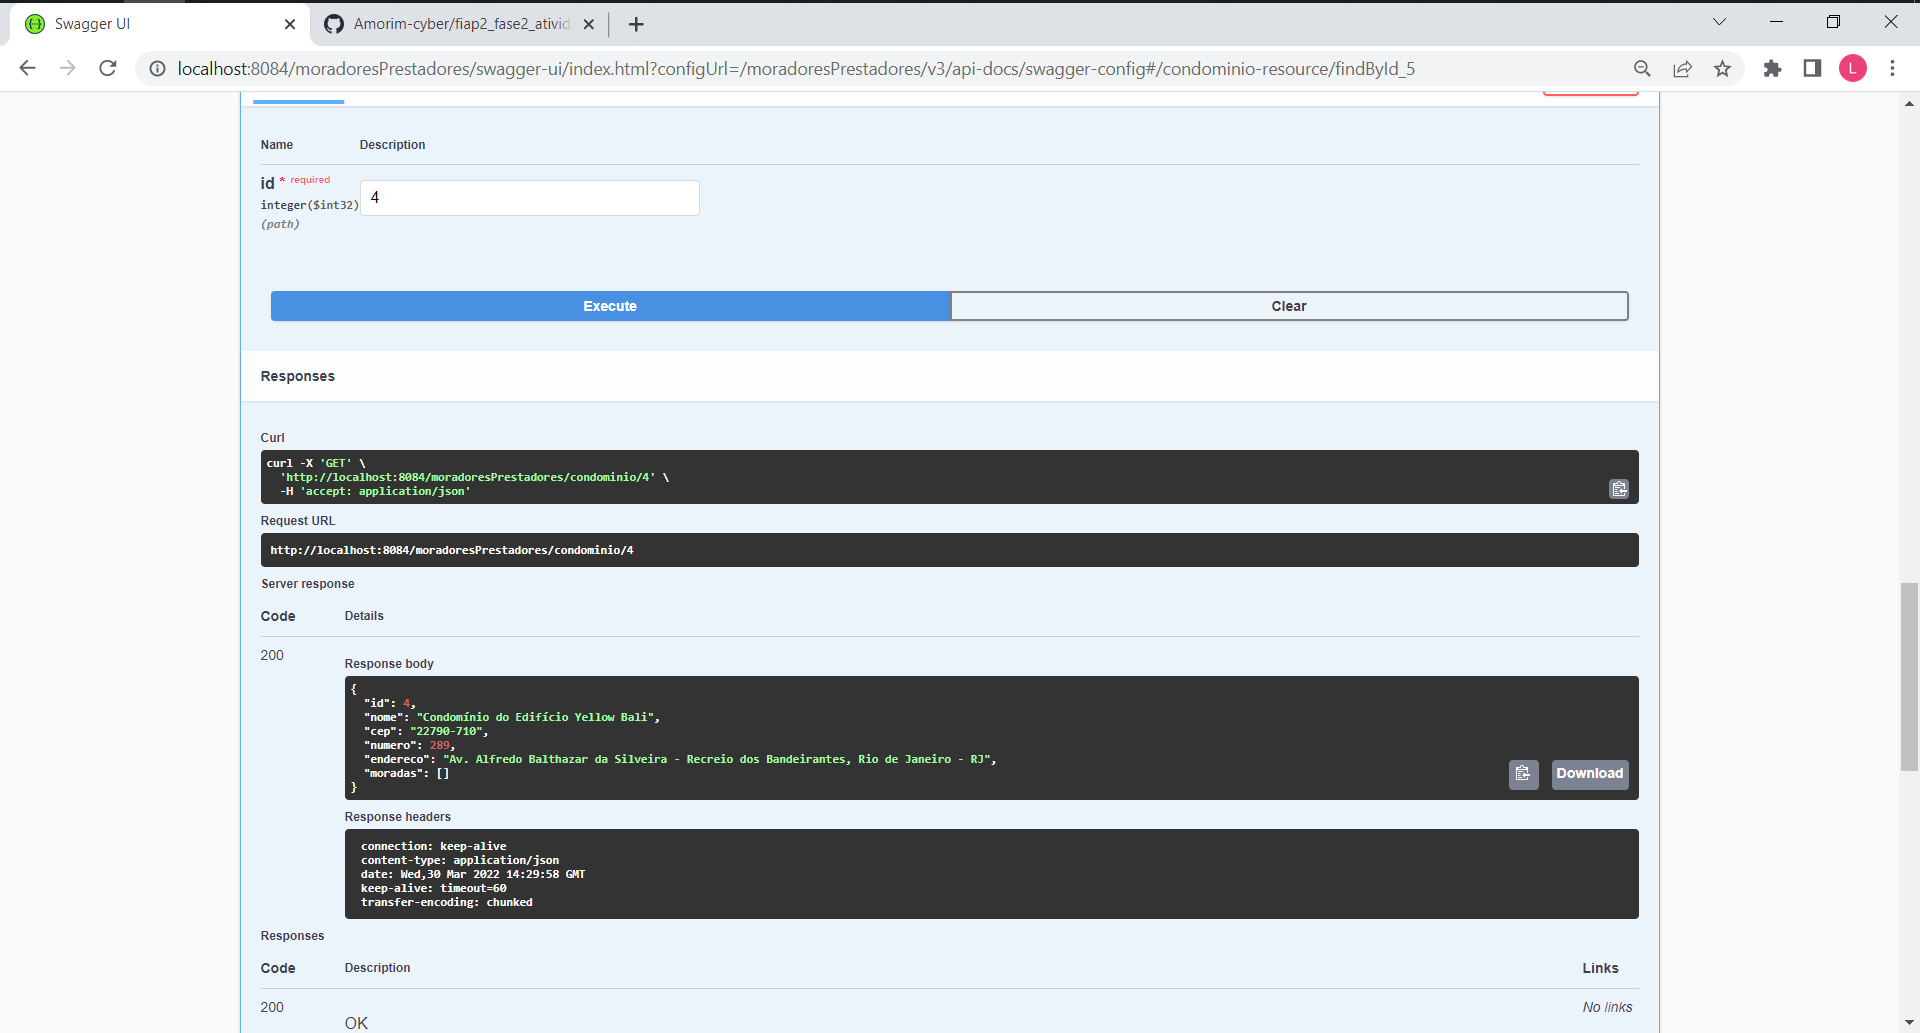 Swagger UI
Amorim-cyber/fiap2_fase2_ativid
localhost:8084/moradoresPrestadores/swagger-ui/index.html?configUrl=/moradoresPrestadores/v3/api-docs/swagger-config#/condominio-resource/findById_5
L
Name Description
id * required
integer($int32)
(path)
4
Execute Clear
Responses
Curl
curl -X 'GET' \
'http://localhost:8084/moradoresPrestadores/condominio/4' \
-H 'accept: application/json'
Request URL
http://localhost:8084/moradoresPrestadores/condominio/4
Server response
Code Details
200
Response body
{
"id": 4,
"nome": "Condomínio do Edifício Yellow Bali",
"cep": "22790-710",
"numero": 289,
"endereco": "Av. Alfredo Balthazar da Silveira - Recreio dos Bandeirantes, Rio de Janeiro - RJ",
"moradas": []
}
Download
Response headers
connection: keep-alive
content-type: application/json
date: Wed,30 Mar 2022 14:29:58 GMT
keep-alive: timeout=60
transfer-encoding: chunked
Responses
Code Description Links
200 No links
OK